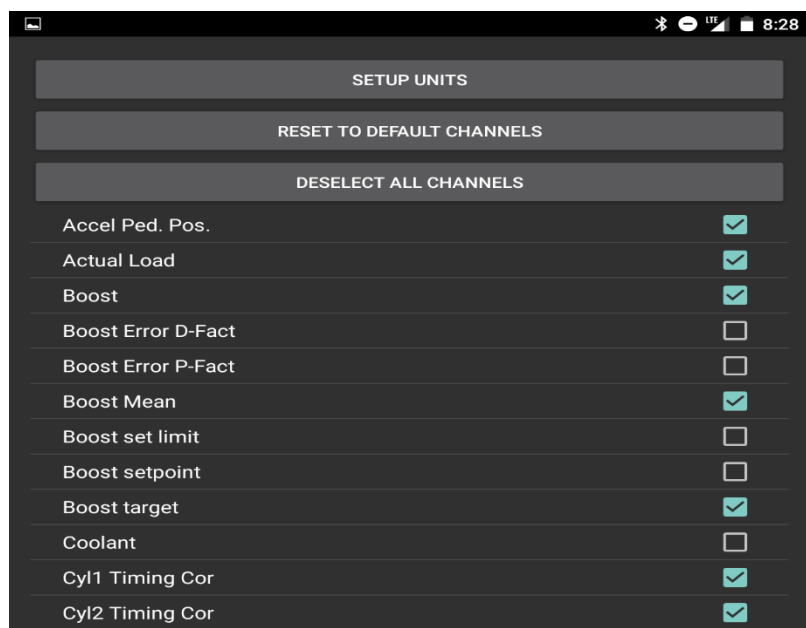 LTE 8:28
SETUP UNITS
RESET TO DEFAULT CHANNELS
DESELECT ALL CHANNELS
Accel Ped. Pos.
Actual Load
Boost
Boost Error D-Fact
Boost Error P-Fact
Boost Mean
Boost set limit
Boost setpoint
Boost target
Coolant
Cyl1 Timing Cor
Cyl2 Timing Cor